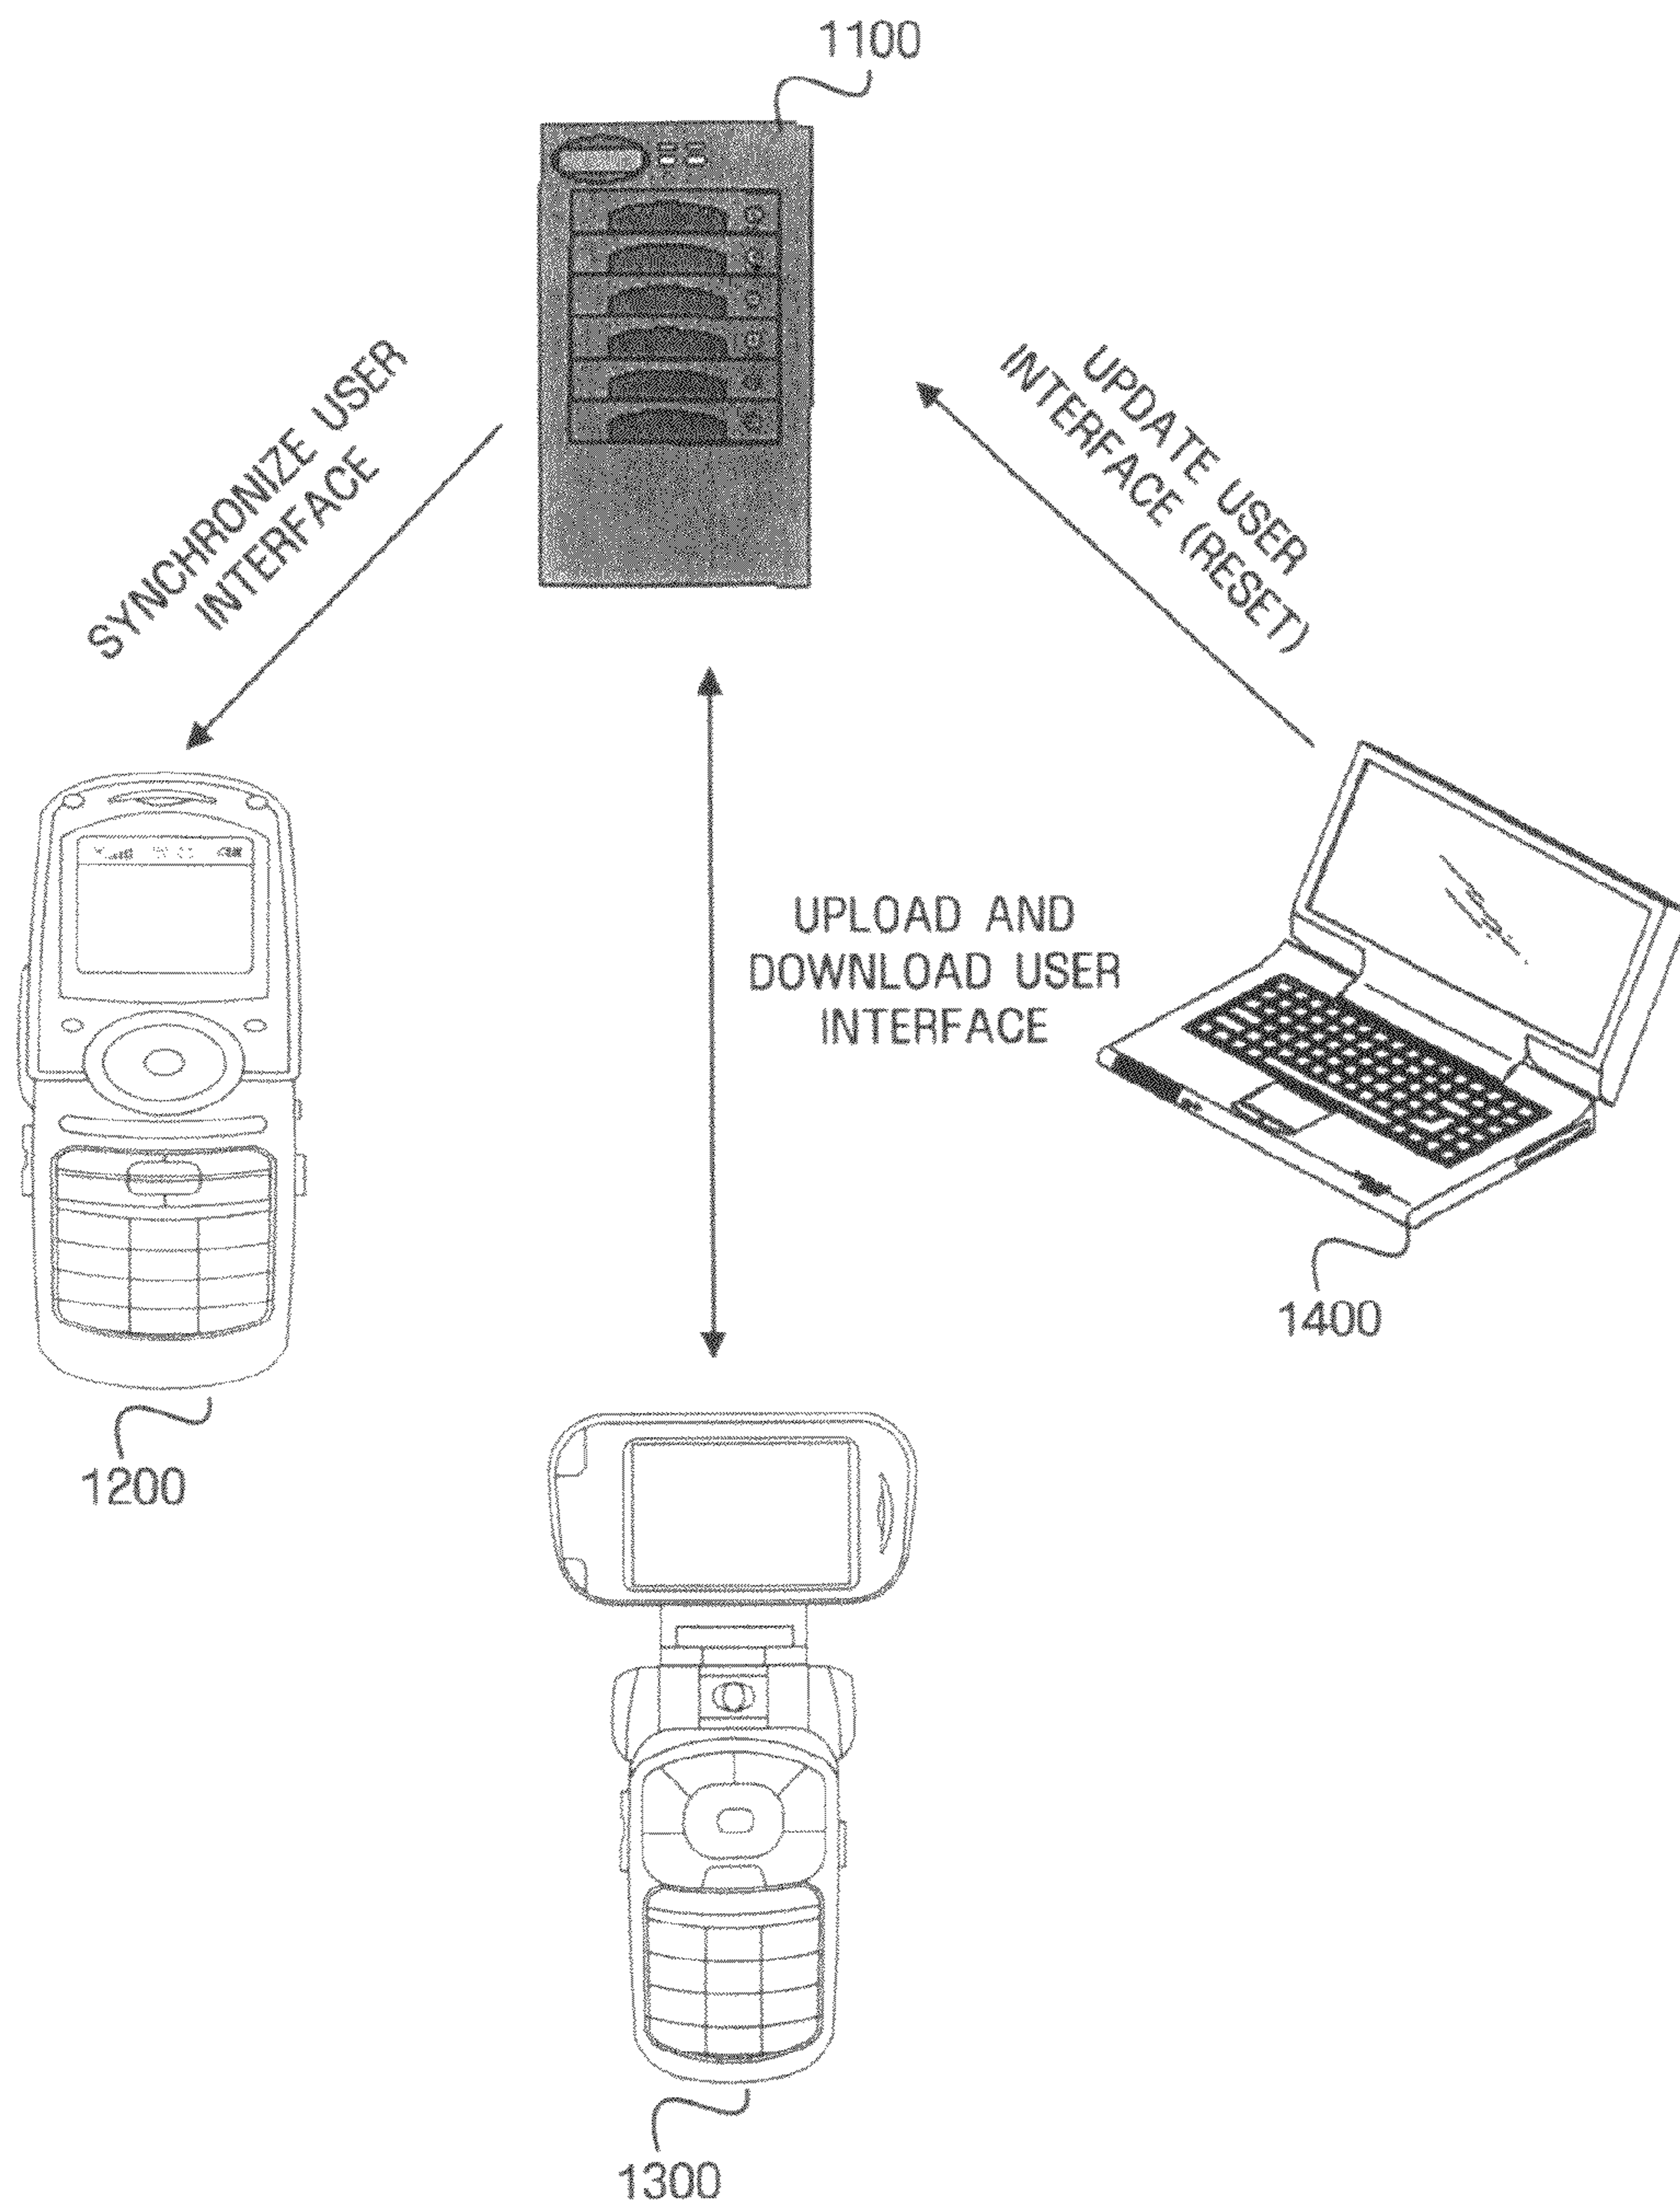 1100
SYNCHRONIZE USER
INTERFACE
UPDATE USER
INTERFACE (RESET)
UPLOAD AND
DOWNLOAD USER
INTERFACE
1400
1200
1300